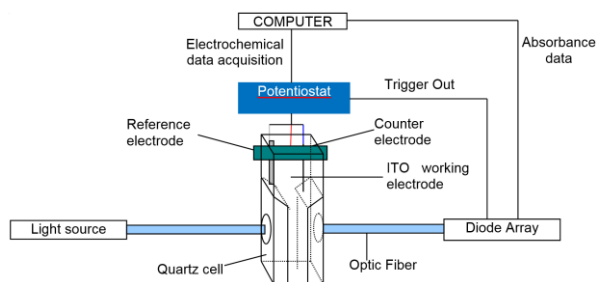 COMPUTER
Electrochemical
data acquisition
Absorbance
data
Potentiostat
Trigger Out
Reference
electrode
Counter
electrode
ITO working
electrode
Light source
Diode Array
Quartz cell
Optic Fiber